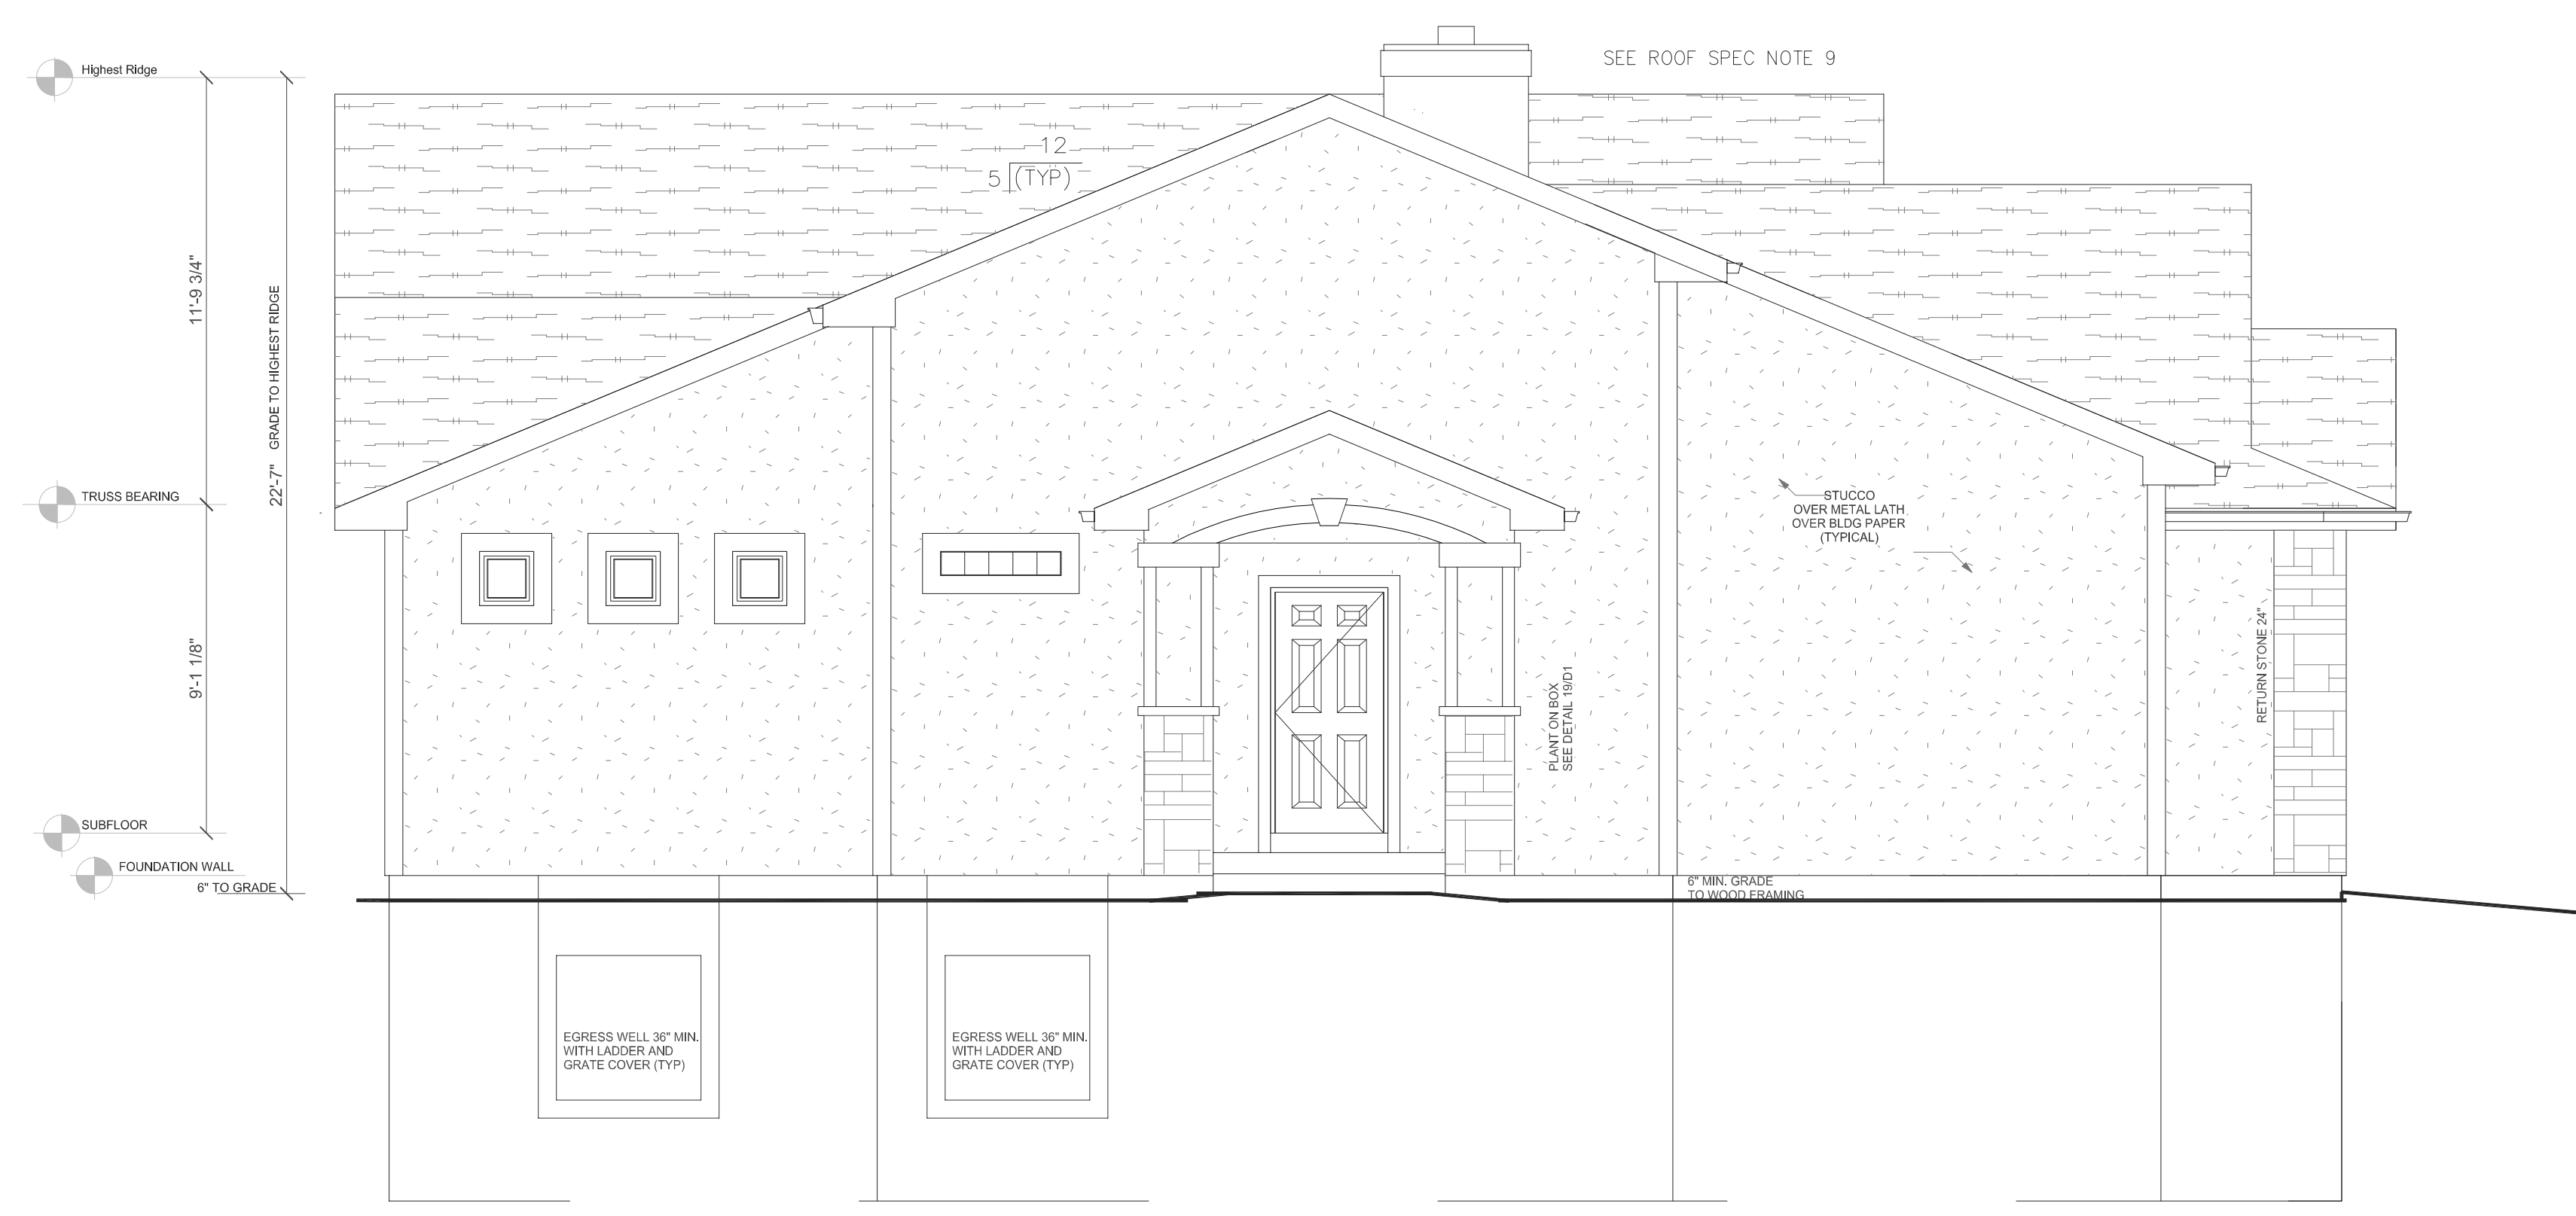 SEE ROOF SPEC NOTE 9
Highest Ridge
12
5 (TYP)
11'-9 3/4"
22'-7" GRADE TO HIGHEST RIDGE
TRUSS BEARING
STUCCO
OVER METAL LATH
OVER BLDG PAPER
(TYPICAL)
9'-1 1/8"
PLANT ON BOX
SEE DETAIL 19/D1
RETURN STONE 24"
SUBFLOOR
FOUNDATION WALL
6" TO GRADE
6" MIN. GRADE
TO WOOD FRAMING
EGRESS WELL 36" MIN.
WITH LADDER AND
GRATE COVER (TYP)
EGRESS WELL 36" MIN.
WITH LADDER AND
GRATE COVER (TYP)